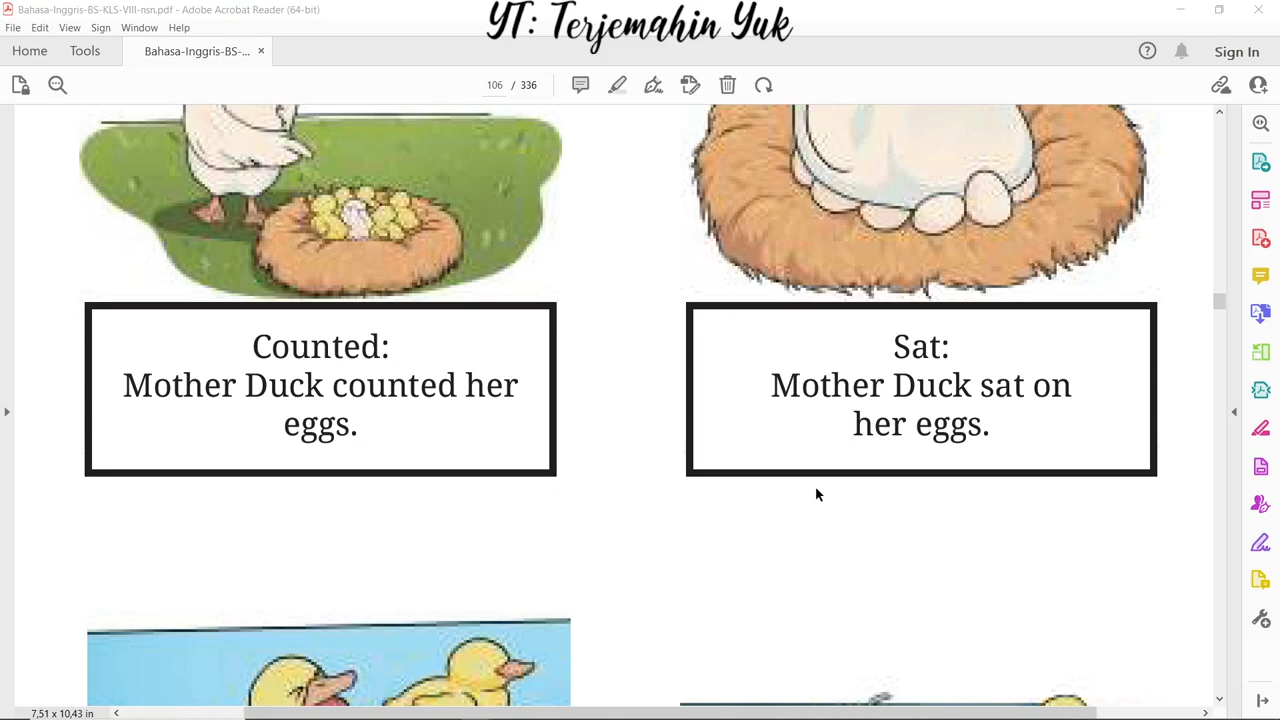 Bahasa-Inggris-BS-KLS-VIII-nsn.pdf - Adobe Acrobat Reader (64-bit)
YT: Terjemahin Yuk
File Edit View Sign Window Help
Home Tools Bahasa-Inggris-BS-... × Sign In
106 / 336
Counted:
Mother Duck counted her
eggs.
Sat:
Mother Duck sat on
her eggs.
7,51 x 10,43 in